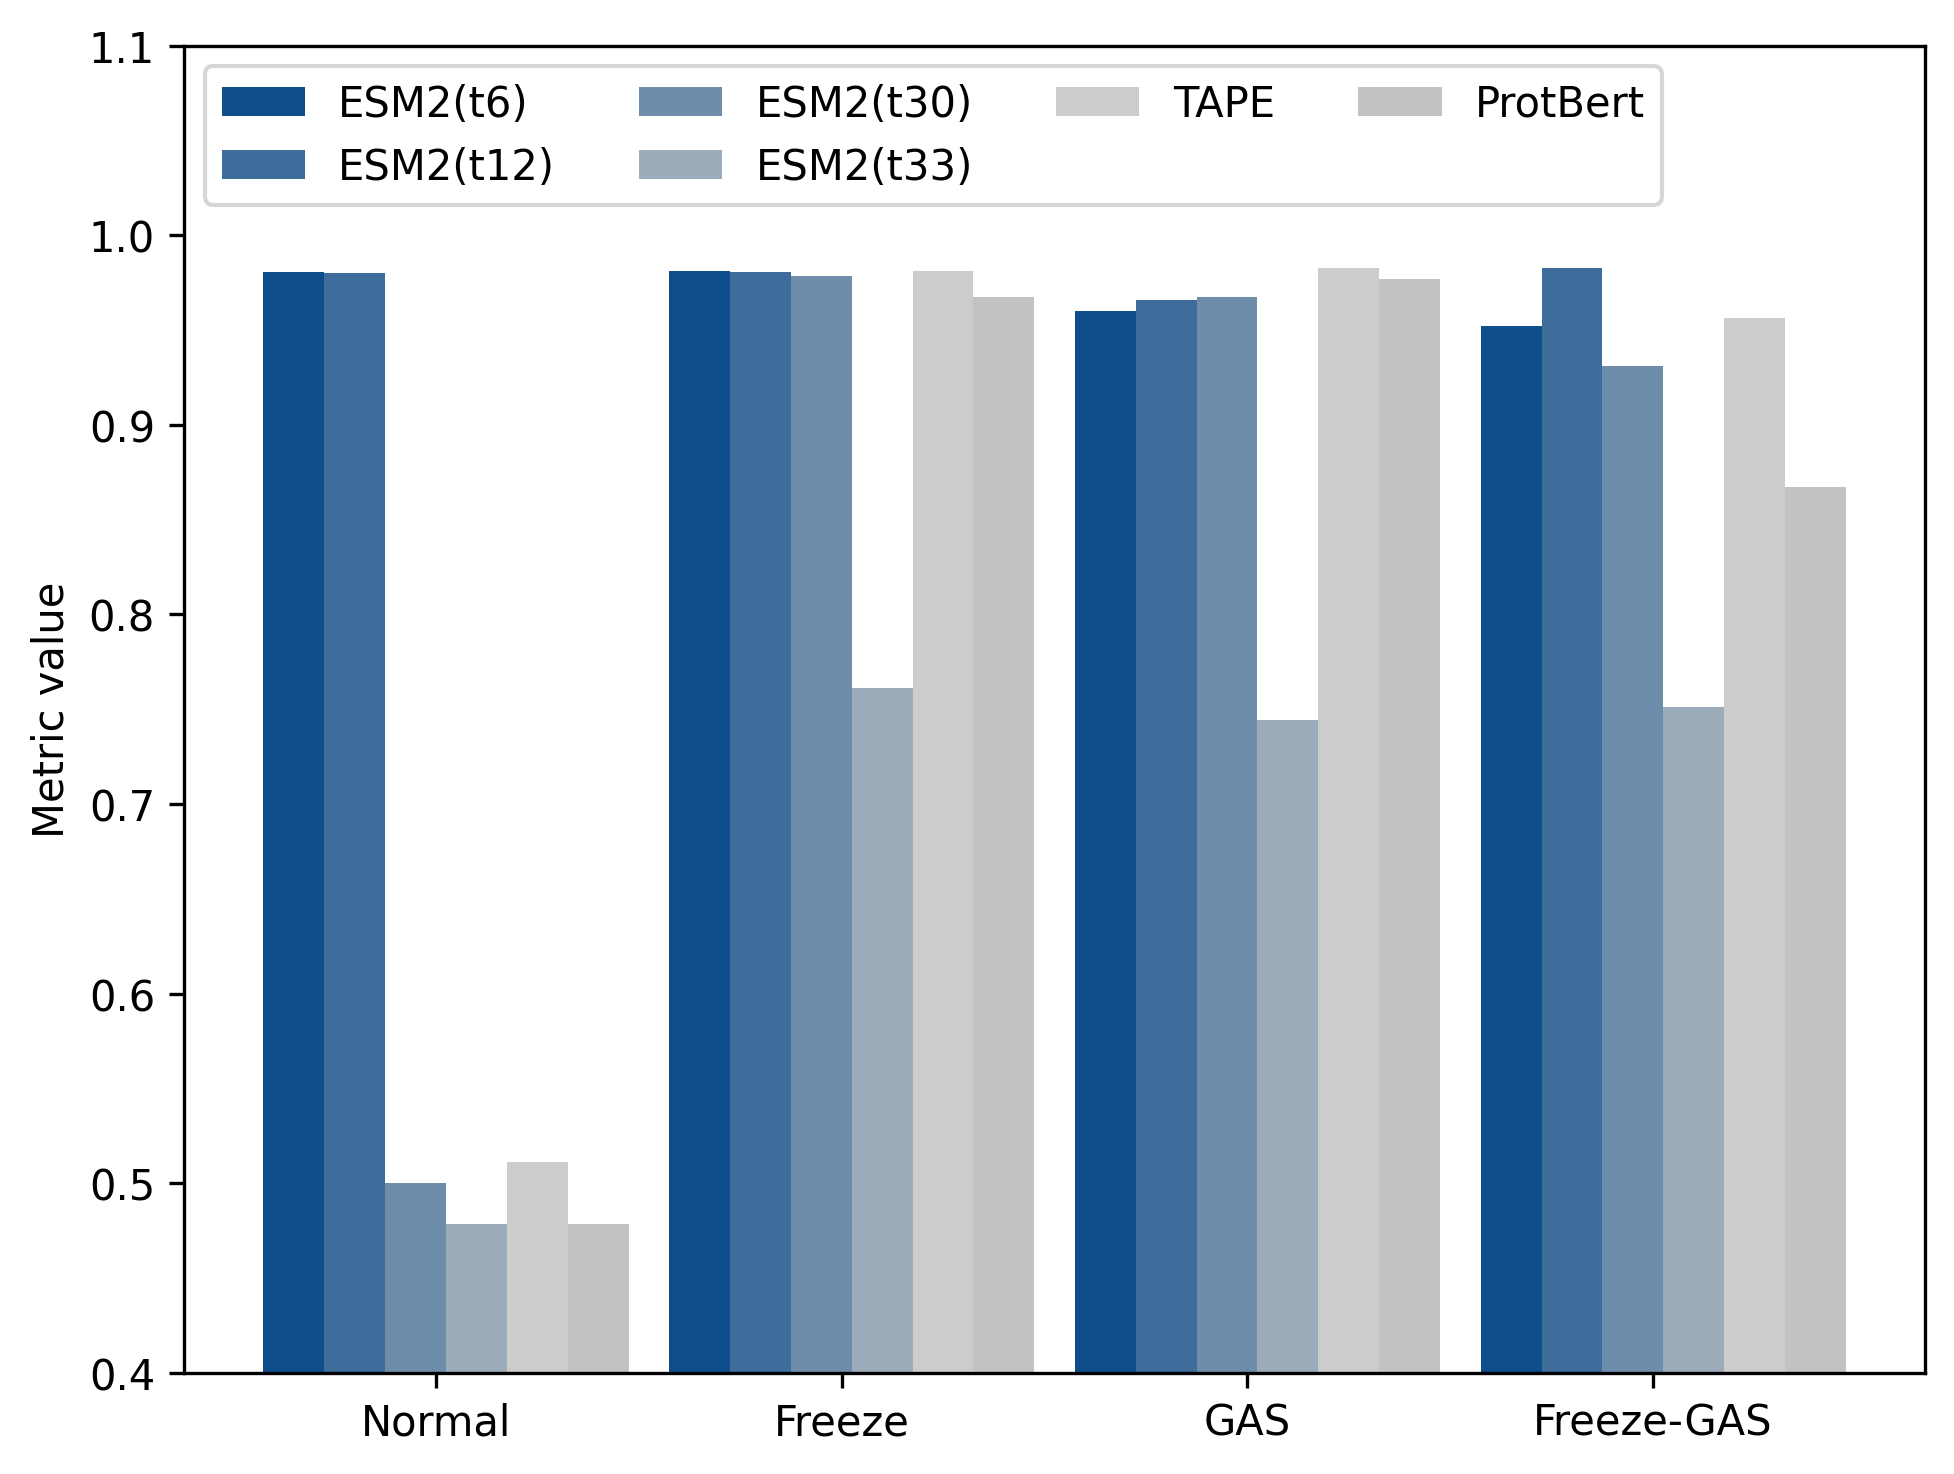 1.1
ESM2(t6) ESM2(t30) TAPE ProtBert
ESM2(t12) ESM2(t33)
1.0
0.9
0.8
0.7
0.6
0.5
0.4
Metric value
Normal Freeze GAS Freeze-GAS